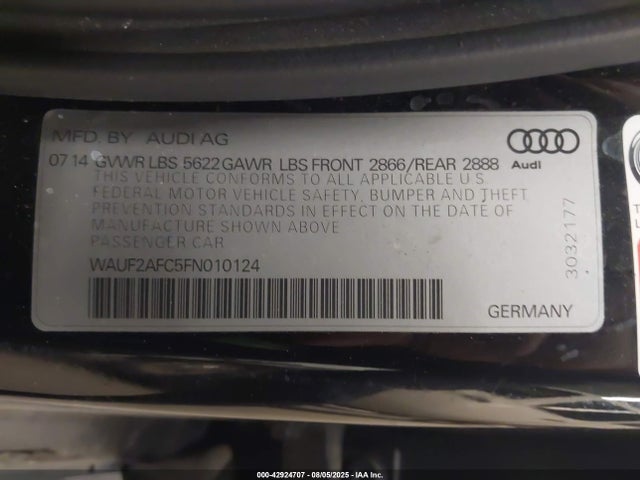 MFD. BY AUDI AG
07 14 GVWR LBS 5622 GAWR LBS FRONT 2866/REAR 2888
Audi
THIS VEHICLE CONFORMS TO ALL APPLICABLE U S
FEDERAL MOTOR VEHICLE SAFETY, BUMPER AND THEFT
PREVENTION STANDARDS IN EFFECT ON THE DATE OF
MANUFACTURE SHOWN ABOVE
PASSENGER CAR
WAUF2AFC5FN010124
GERMANY
3032177
000-42924707 - 08/05/2025 - IAA Inc.